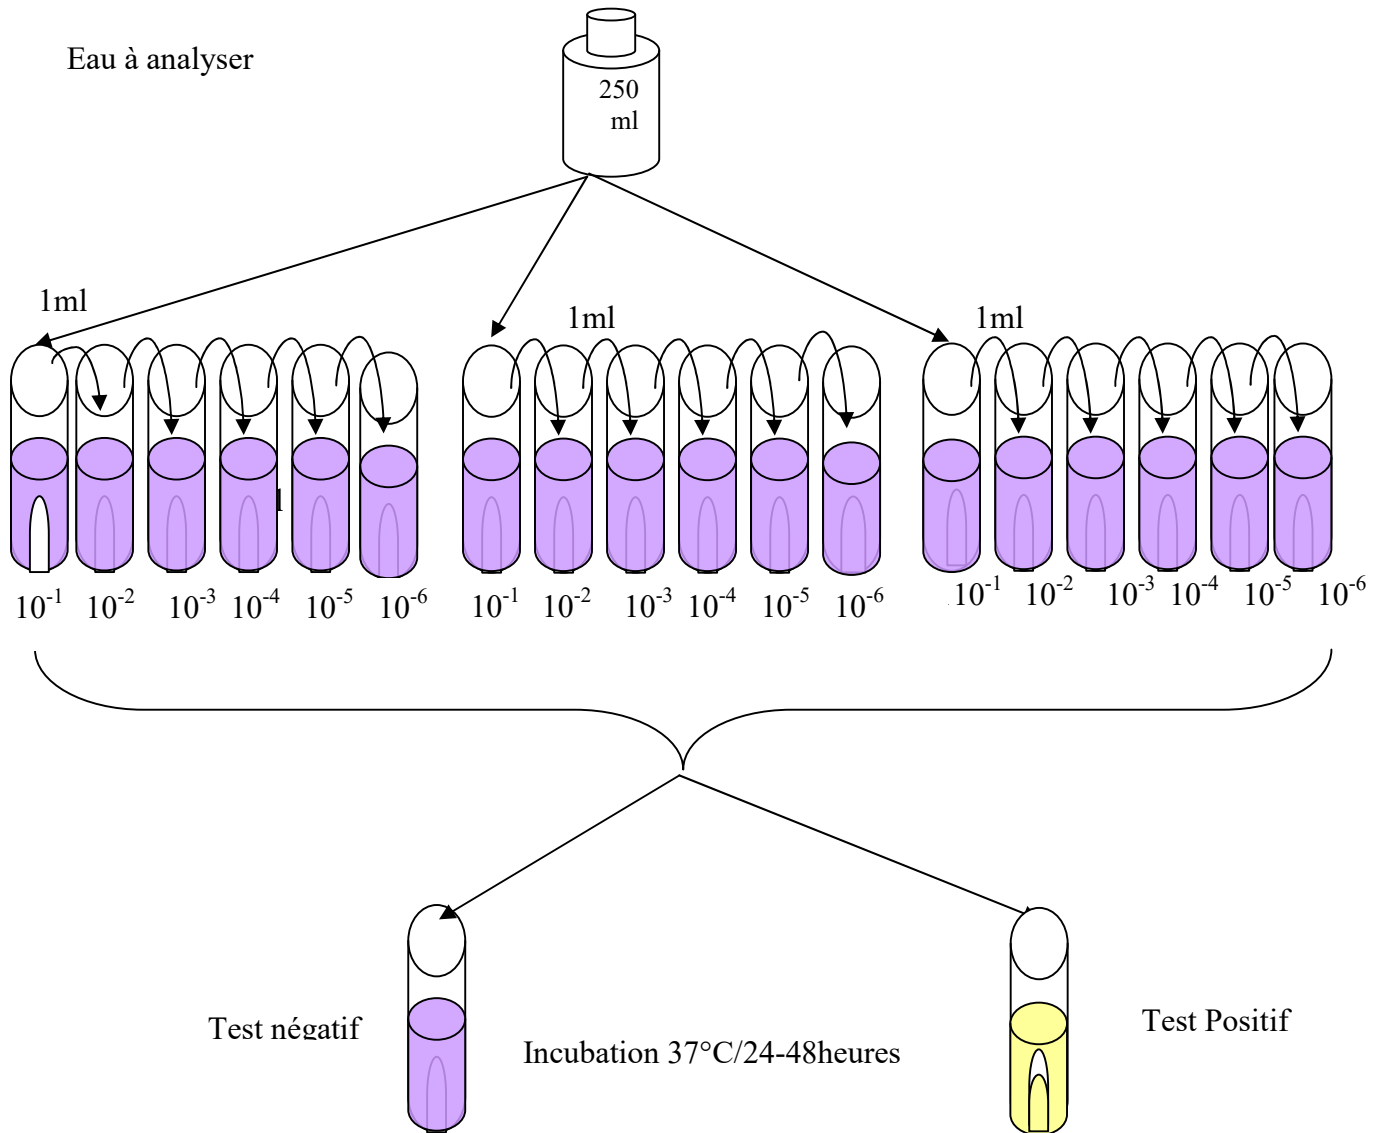 Eau à analyser
250
ml
1ml
1ml
1ml
10⁻¹ 10⁻² 10⁻³ 10⁻⁴ 10⁻⁵ 10⁻⁶ 10⁻¹ 10⁻² 10⁻³ 10⁻⁴ 10⁻⁵ 10⁻⁶ 10⁻¹ 10⁻² 10⁻³ 10⁻⁴ 10⁻⁵ 10⁻⁶
Test négatif
Incubation 37°C/24-48heures
Test Positif